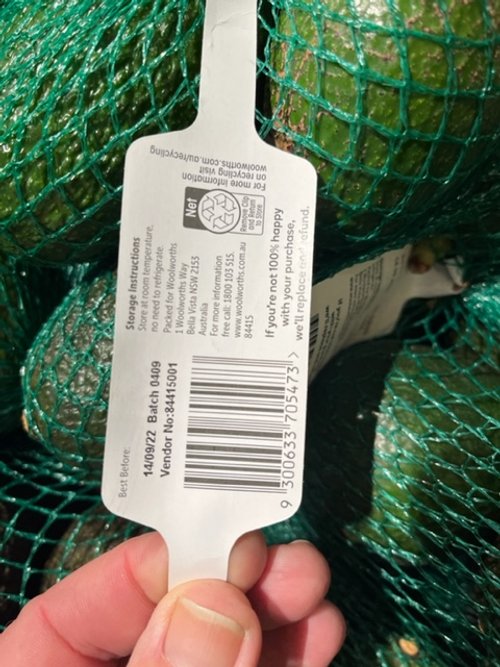 Best Before:
14/09/22 Batch 0409
Vendor No:84415001
9 300633 705473 >
Storage Instructions
Store at room temperature,
no need to refrigerate.
Packed for Woolworths
1 Woolworths Way
Bella Vista NSW 2153
Australia
For more information
free call: 1800 103 515.
www.woolworths.com.au
84415
If you're not 100% happy
with your purchase,
we'll replace and refund.
Net
Remove Clip
and Return
to Store
For more information
on recycling visit
woolworths.com.au/recycling